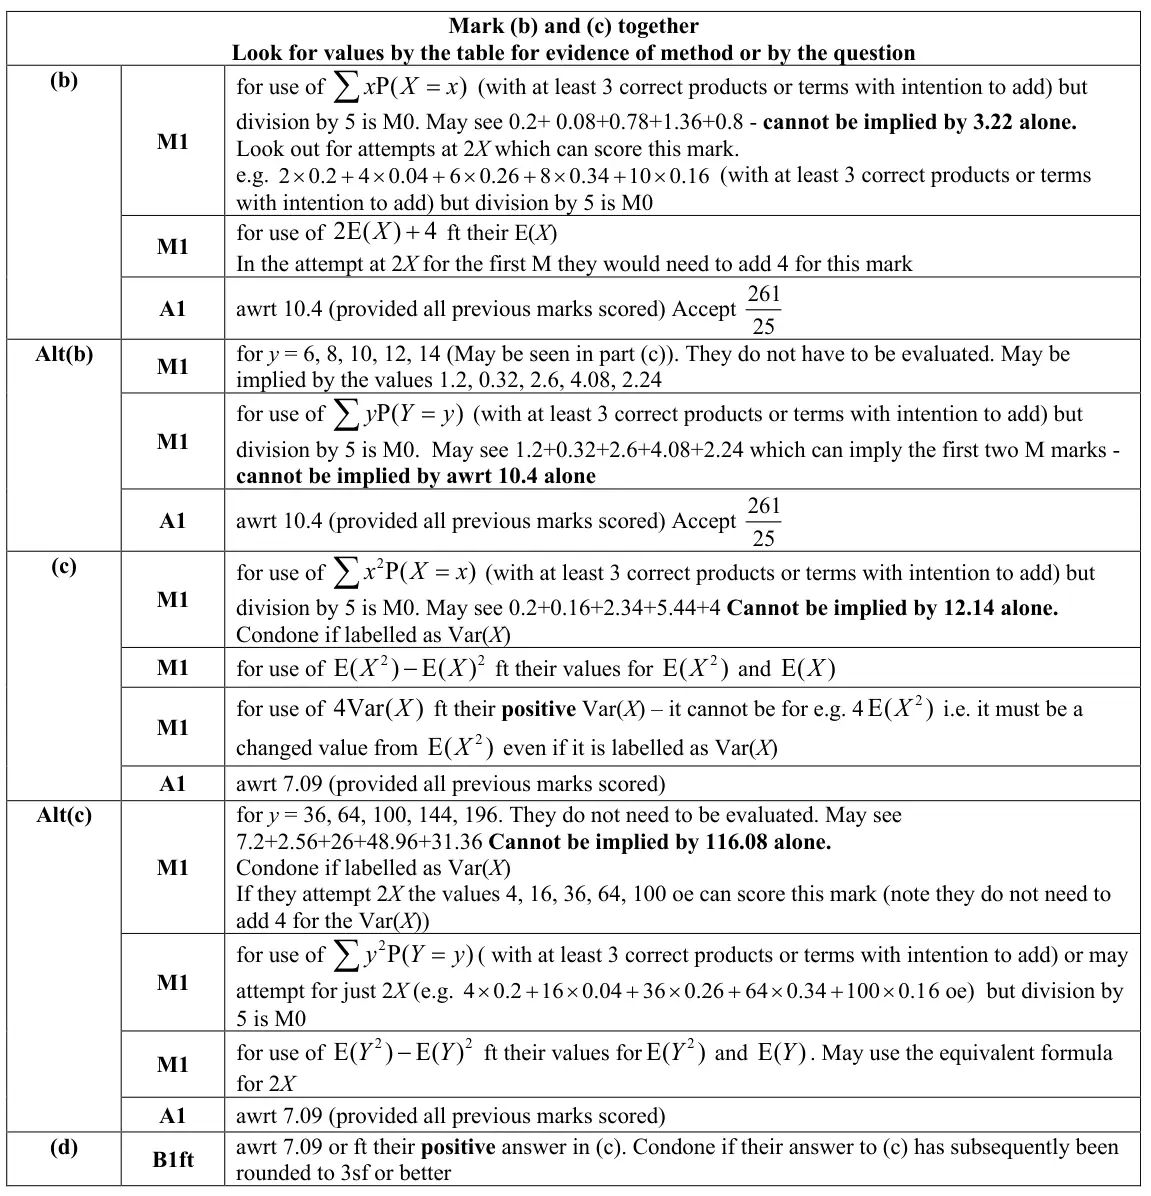 Mark (b) and (c) together
Look for values by the table for evidence of method or by the question
(b)
M1
for use of ∑ xP(X = x) (with at least 3 correct products or terms with intention to add) but
division by 5 is M0. May see 0.2+ 0.08+0.78+1.36+0.8 - cannot be implied by 3.22 alone.
Look out for attempts at 2X which can score this mark.
e.g. 2×0.2+4×0.04+6×0.26+8×0.34+10×0.16 (with at least 3 correct products or terms
with intention to add) but division by 5 is M0
M1
for use of 2E(X)+4 ft their E(X)
In the attempt at 2X for the first M they would need to add 4 for this mark
A1
awrt 10.4 (provided all previous marks scored) Accept 261/25
Alt(b)
M1
for y = 6, 8, 10, 12, 14 (May be seen in part (c)). They do not have to be evaluated. May be
implied by the values 1.2, 0.32, 2.6, 4.08, 2.24
M1
for use of ∑ yP(Y = y) (with at least 3 correct products or terms with intention to add) but
division by 5 is M0. May see 1.2+0.32+2.6+4.08+2.24 which can imply the first two M marks -
cannot be implied by awrt 10.4 alone
A1
awrt 10.4 (provided all previous marks scored) Accept 261/25
(c)
M1
for use of ∑ x²P(X = x) (with at least 3 correct products or terms with intention to add) but
division by 5 is M0. May see 0.2+0.16+2.34+5.44+4 Cannot be implied by 12.14 alone.
Condone if labelled as Var(X)
M1
for use of E(X²)−E(X)² ft their values for E(X²) and E(X)
M1
for use of 4Var(X) ft their positive Var(X) – it cannot be for e.g. 4E(X²) i.e. it must be a
changed value from E(X²) even if it is labelled as Var(X)
A1
awrt 7.09 (provided all previous marks scored)
Alt(c)
M1
for y = 36, 64, 100, 144, 196. They do not need to be evaluated. May see
7.2+2.56+26+48.96+31.36 Cannot be implied by 116.08 alone.
Condone if labelled as Var(X)
If they attempt 2X the values 4, 16, 36, 64, 100 oe can score this mark (note they do not need to
add 4 for the Var(X))
M1
for use of ∑ y²P(Y = y) ( with at least 3 correct products or terms with intention to add) or may
attempt for just 2X (e.g. 4×0.2+16×0.04+36×0.26+64×0.34+100×0.16 oe) but division by
5 is M0
M1
for use of E(Y²)−E(Y)² ft their values for E(Y²) and E(Y). May use the equivalent formula
for 2X
A1
awrt 7.09 (provided all previous marks scored)
(d)
B1ft
awrt 7.09 or ft their positive answer in (c). Condone if their answer to (c) has subsequently been
rounded to 3sf or better